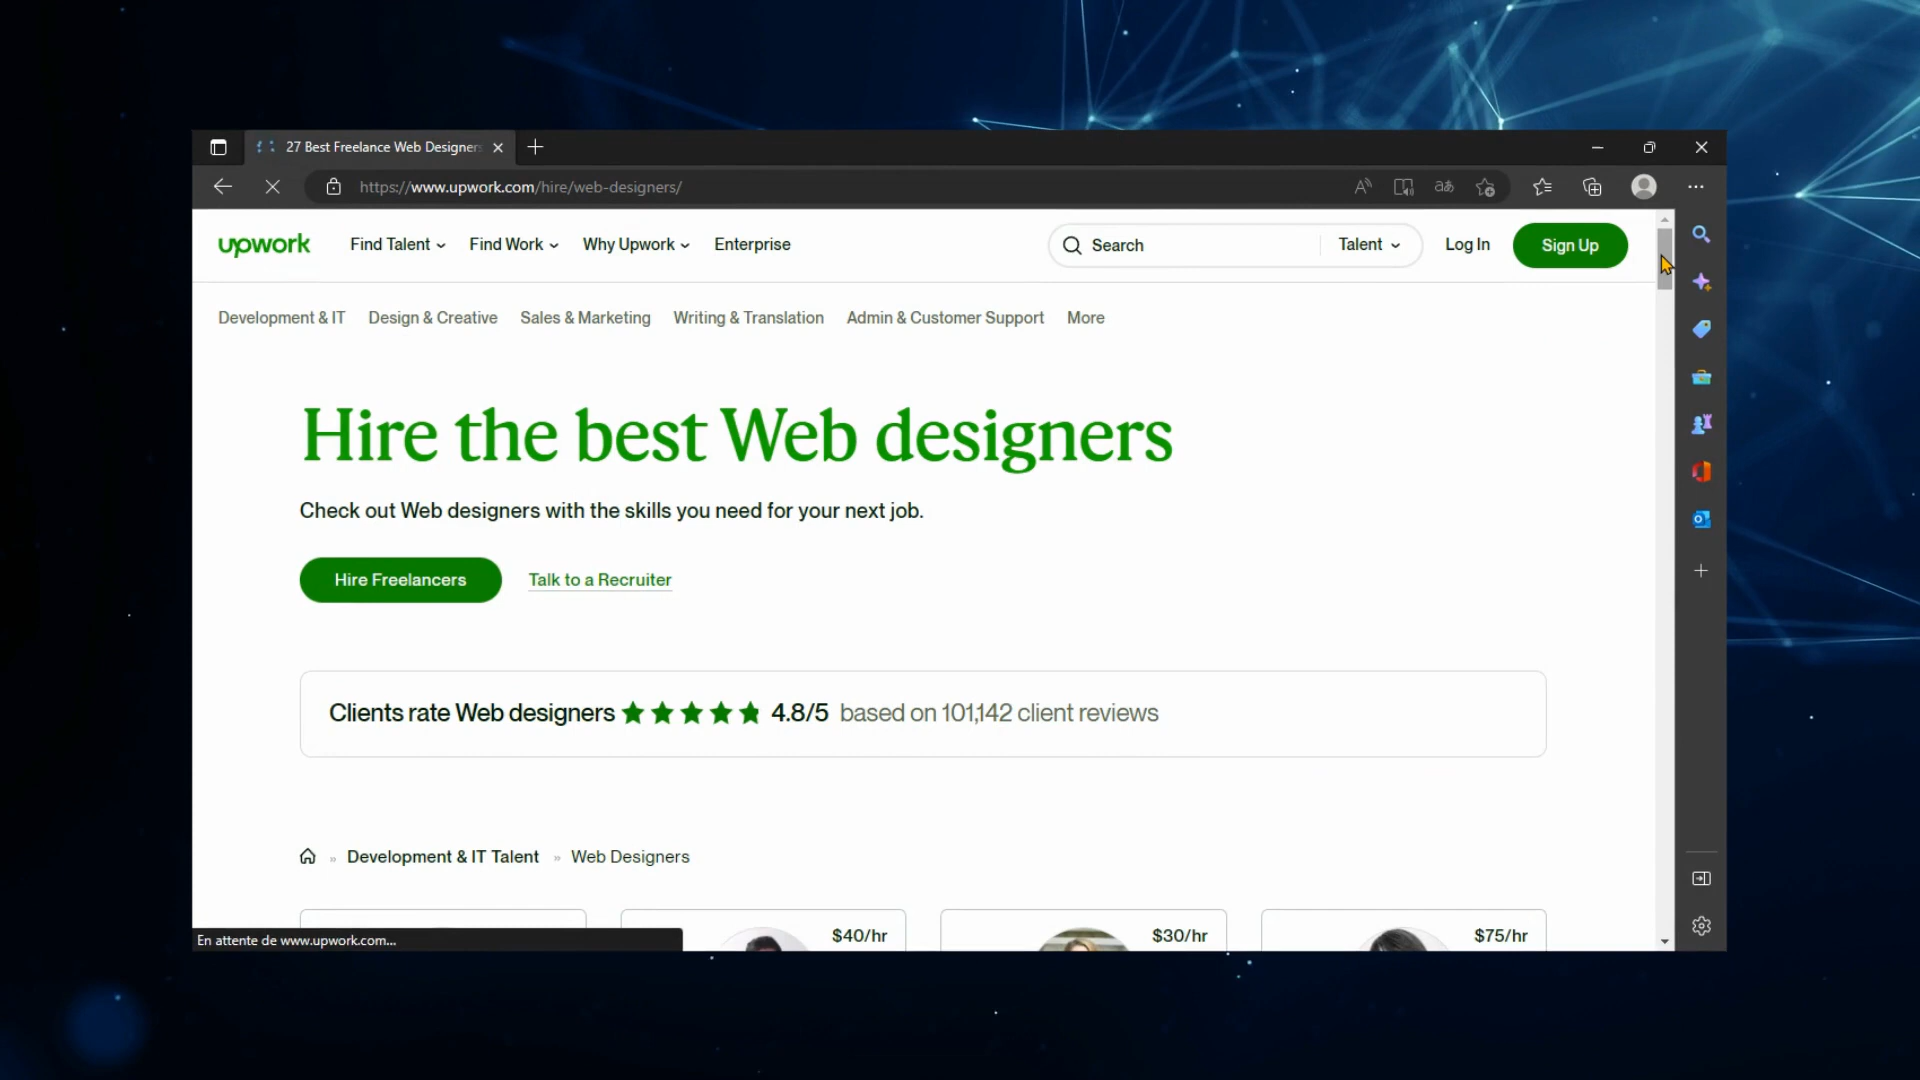 27 Best Freelance Web Designers
https://www.upwork.com/hire/web-designers/
upwork Find Talent Find Work Why Upwork Enterprise Search Talent Log In Sign Up
Development & IT Design & Creative Sales & Marketing Writing & Translation Admin & Customer Support More
Hire the best Web designers
Check out Web designers with the skills you need for your next job.
Hire Freelancers Talk to a Recruiter
Clients rate Web designers 4.8/5 based on 101,142 client reviews
» Development & IT Talent » Web Designers
$40/hr $30/hr $75/hr
En attente de www.upwork.com...